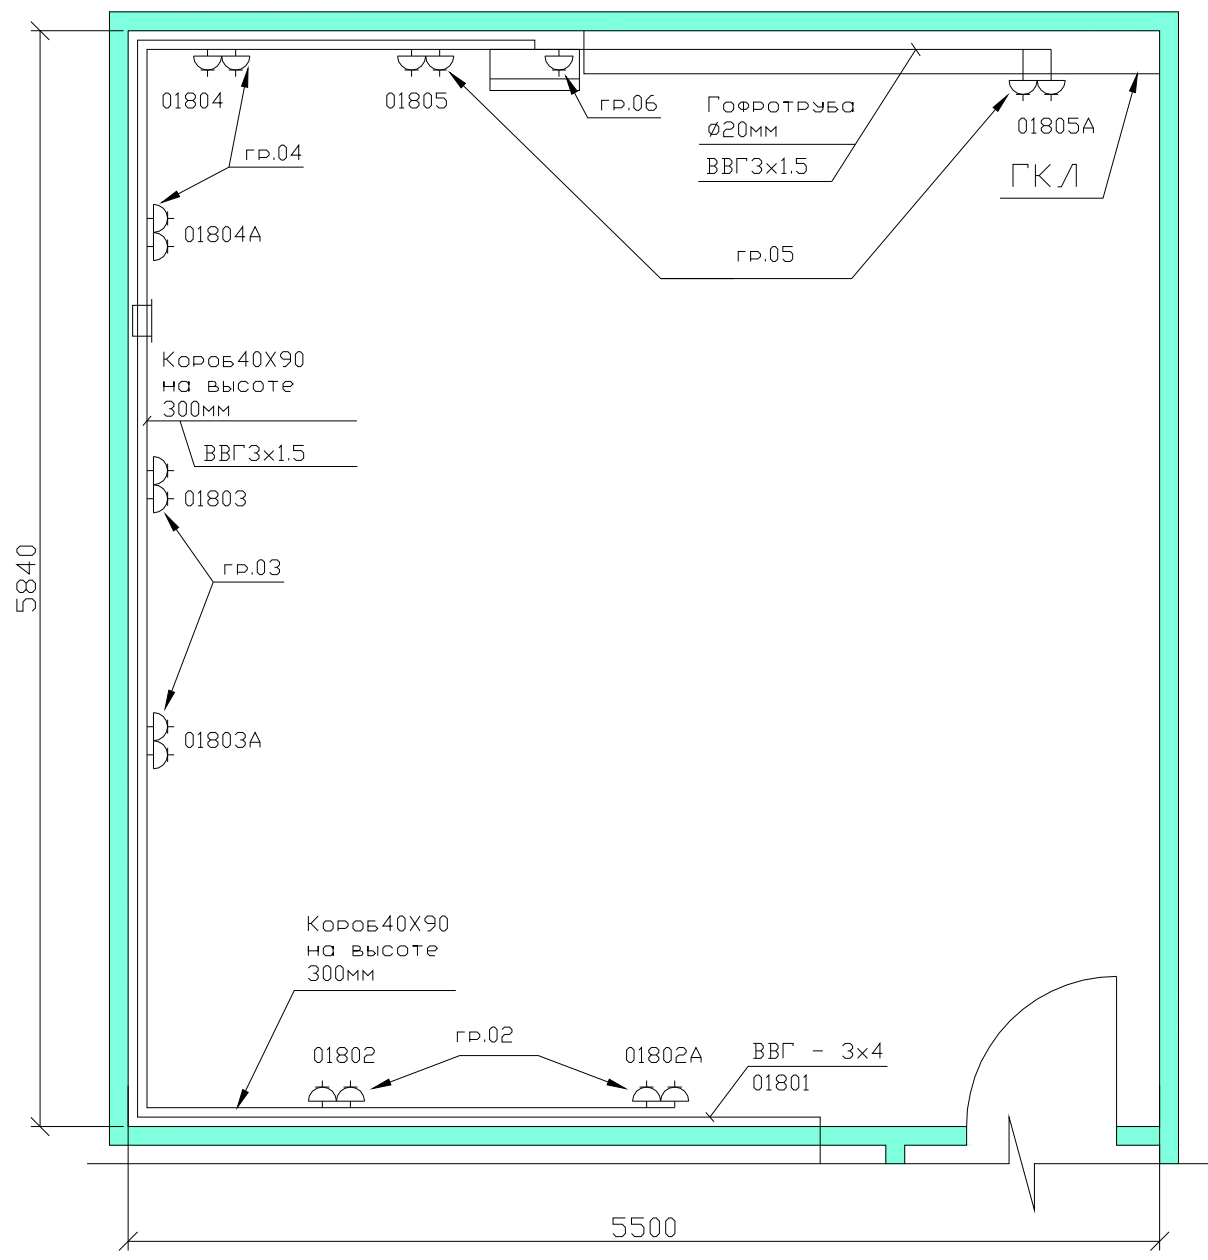 01804
01805
гр.06
Гофротруба
Ø20мм
ВВГ3х1.5
01805А
ГКЛ
гр.04
01804А
гр.05
Короб40Х90
на высоте
300мм
ВВГ3х1.5
01803
гр.03
5840
01803А
Короб40Х90
на высоте
300мм
гр.02
01802
01802А
ВВГ - 3х4
01801
5500